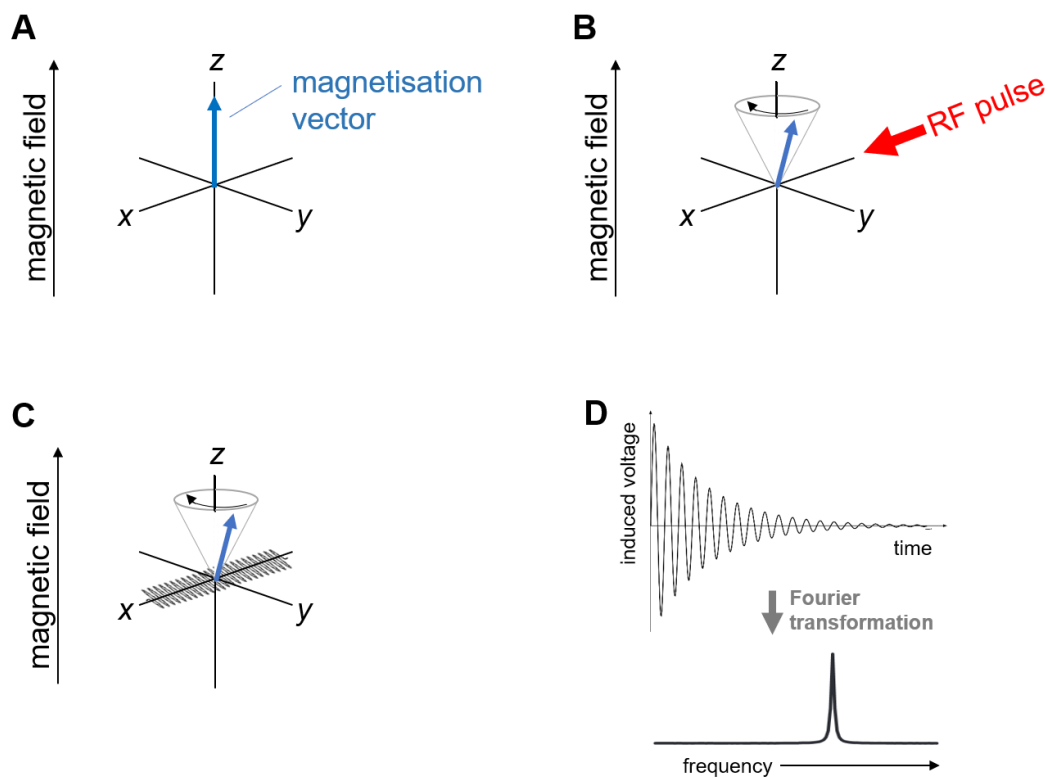 A
magnetic field
z
magnetisation
vector
x
y
B
magnetic field
z
RF pulse
x
y
C
magnetic field
z
x
y
D
induced voltage
time
Fourier
transformation
frequency